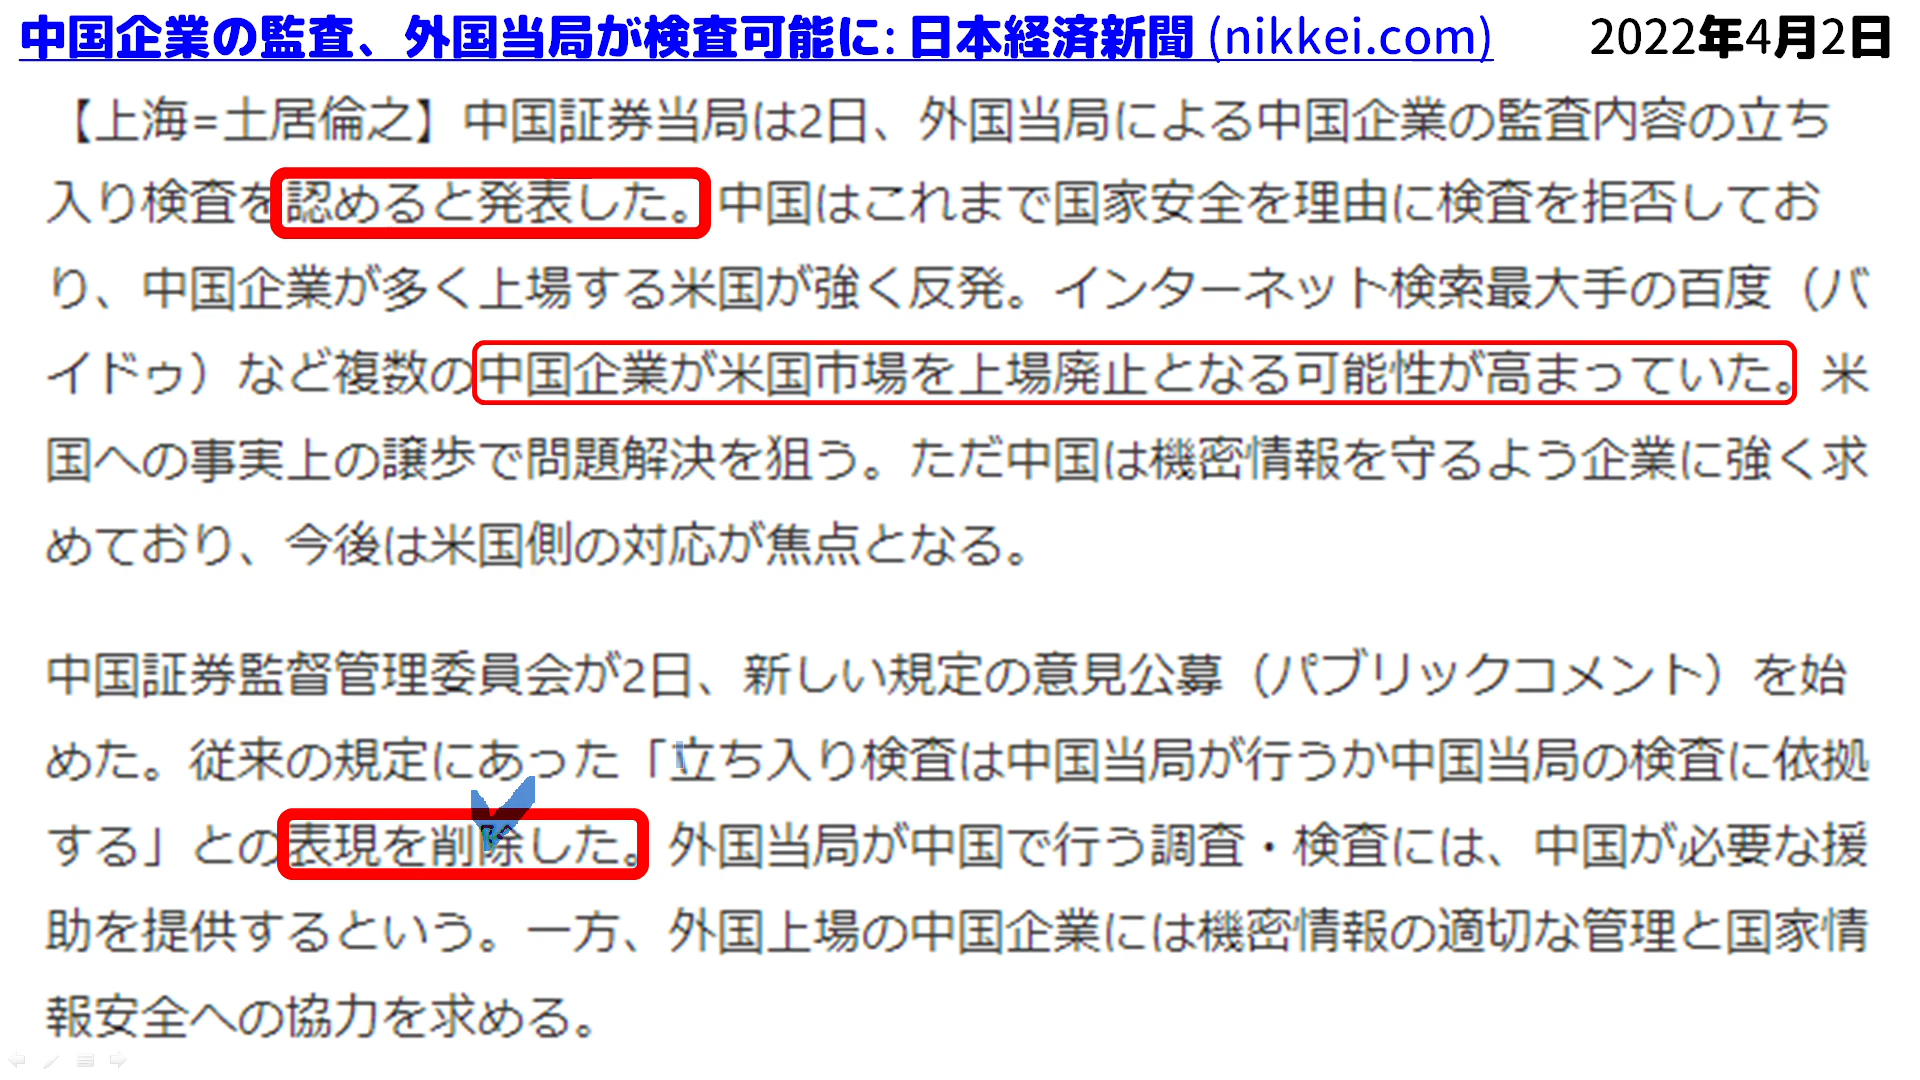 中国企業の監査、外国当局が検査可能に: 日本経済新聞 (nikkei.com)
2022年4月2日
【上海=土居倫之】中国証券当局は2日、外国当局による中国企業の監査内容の立ち
入り検査を認めると発表した。中国はこれまで国家安全を理由に検査を拒否してお
り、中国企業が多く上場する米国が強く反発。インターネット検索最大手の百度（バ
イドゥ）など複数の中国企業が米国市場を上場廃止となる可能性が高まっていた。米
国への事実上の譲歩で問題解決を狙う。ただ中国は機密情報を守るよう企業に強く求
めており、今後は米国側の対応が焦点となる。
中国証券監督管理委員会が2日、新しい規定の意見公募（パブリックコメント）を始
めた。従来の規定にあった「立ち入り検査は中国当局が行うか中国当局の検査に依拠
する」との表現を削除した。外国当局が中国で行う調査・検査には、中国が必要な援
助を提供するという。一方、外国上場の中国企業には機密情報の適切な管理と国家情
報安全への協力を求める。